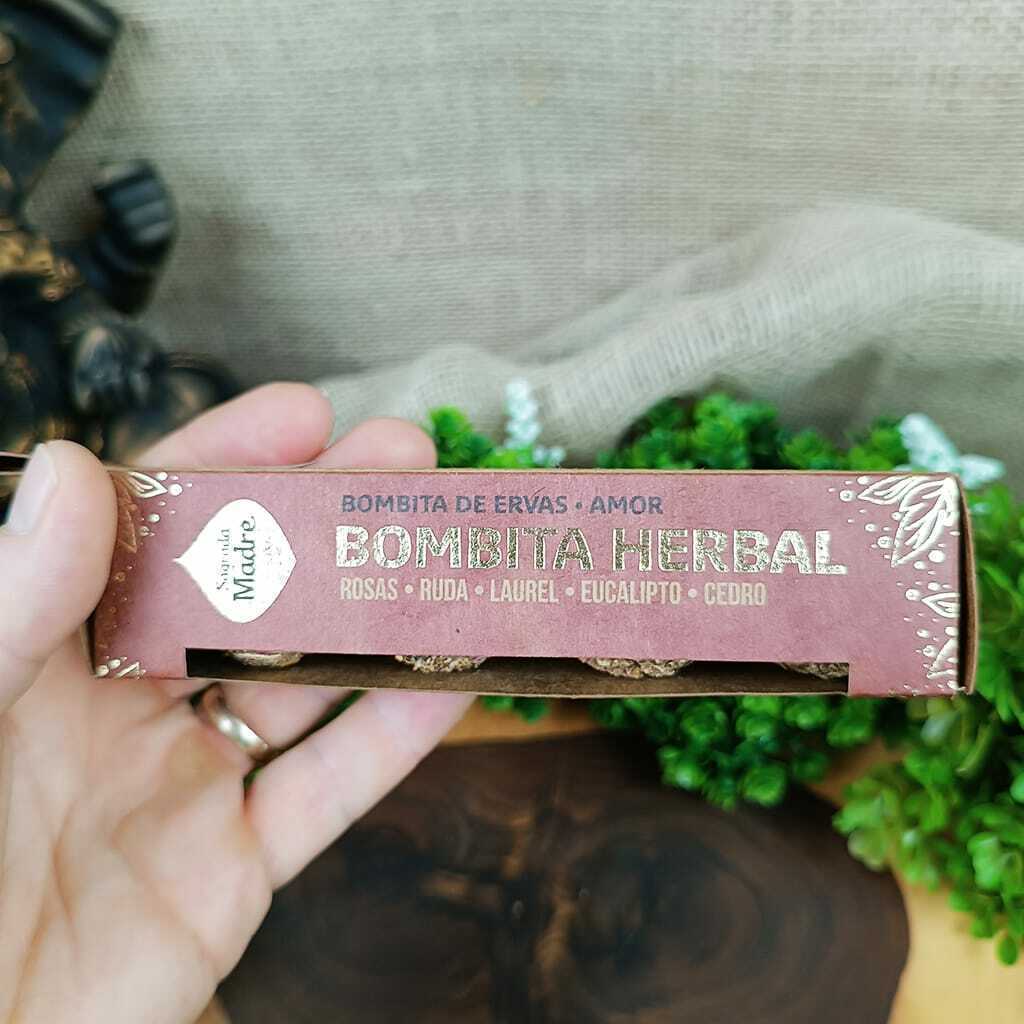 Sagrada
Madre.
BOMBITA DE ERVAS • AMOR
BOMBITA HERBAL
ROSAS • RUDA • LAUREL • EUCALIPTO • CEDRO